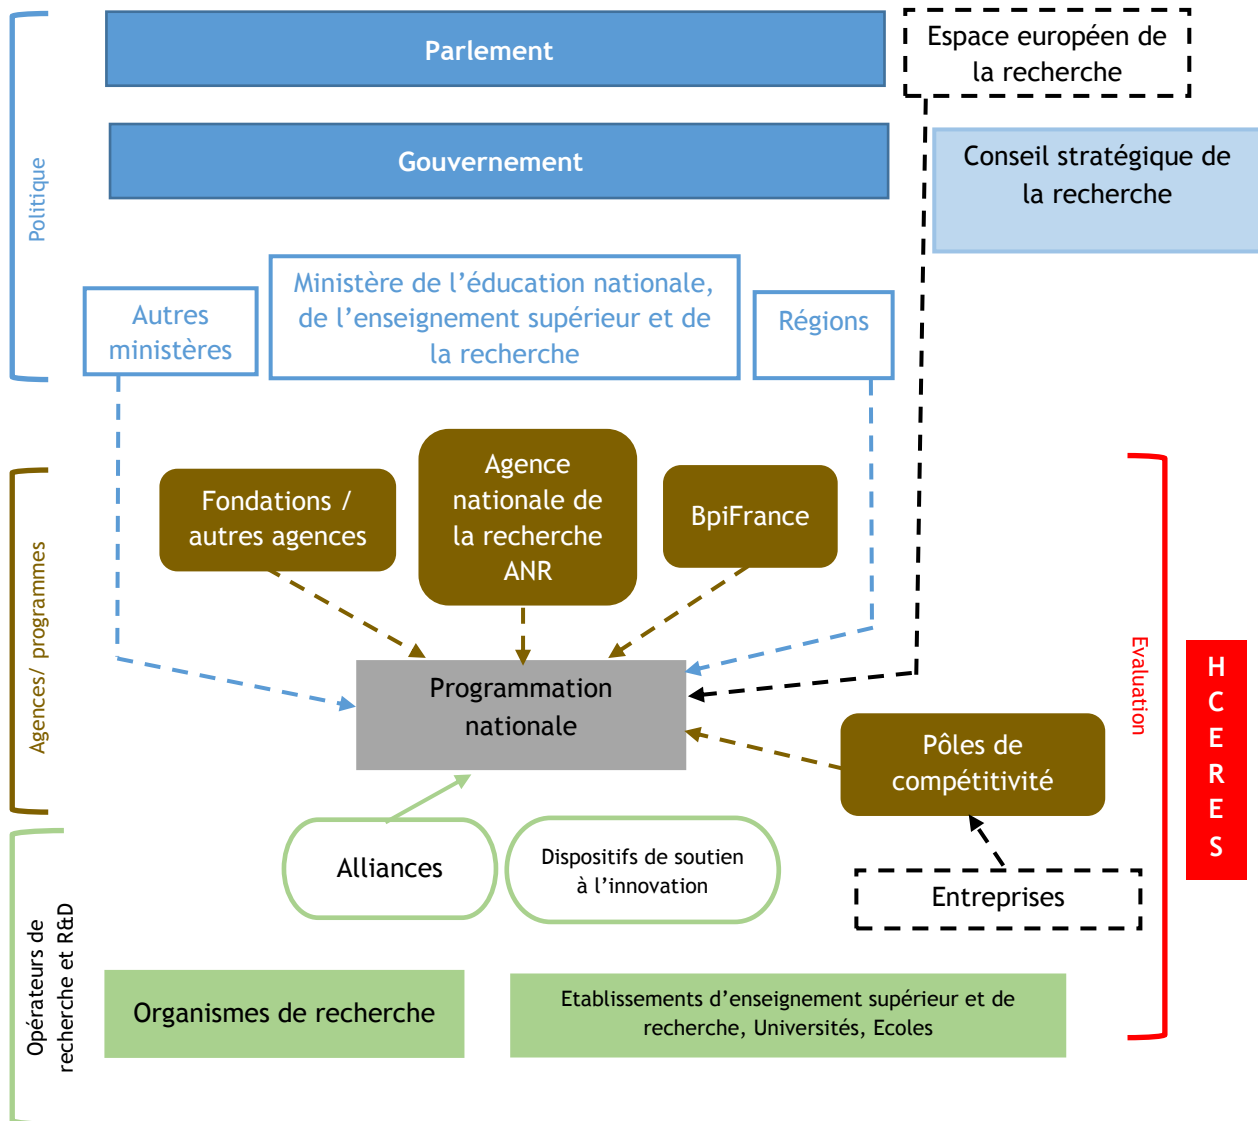 Parlement
Espace européen de
la recherche
Gouvernement
Conseil stratégique de
la recherche
Politique
Autres
ministères
Ministère de l’éducation nationale,
de l’enseignement supérieur et de
la recherche
Régions
Fondations /
autres agences
Agence
nationale de
la recherche
ANR
BpiFrance
Agences/ programmes
Programmation
nationale
Pôles de
compétitivité
Evaluation
H
C
E
R
E
S
Alliances
Dispositifs de soutien
à l’innovation
Entreprises
Opérateurs de
recherche et R&D
Organismes de recherche
Etablissements d’enseignement supérieur et de
recherche, Universités, Ecoles